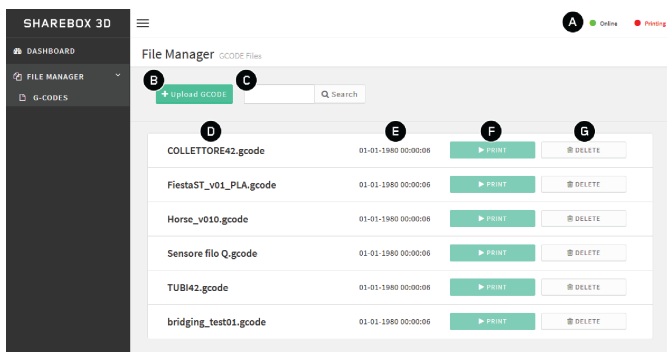 SHAREBOX 3D
A Online Printing
DASHBOARD
File Manager GCODE Files
FILE MANAGER
G-CODES
B C
+ Upload GCODE Search
D E F G
COLLETTORE42.gcode 01-01-1980 00:00:06 PRINT DELETE
FiestaST_v01_PLA.gcode 01-01-1980 00:00:06 PRINT DELETE
Horse_v010.gcode 01-01-1980 00:00:06 PRINT DELETE
Sensore filo Q.gcode 01-01-1980 00:00:06 PRINT DELETE
TUBI42.gcode 01-01-1980 00:00:06 PRINT DELETE
bridging_test01.gcode 01-01-1980 00:00:06 PRINT DELETE